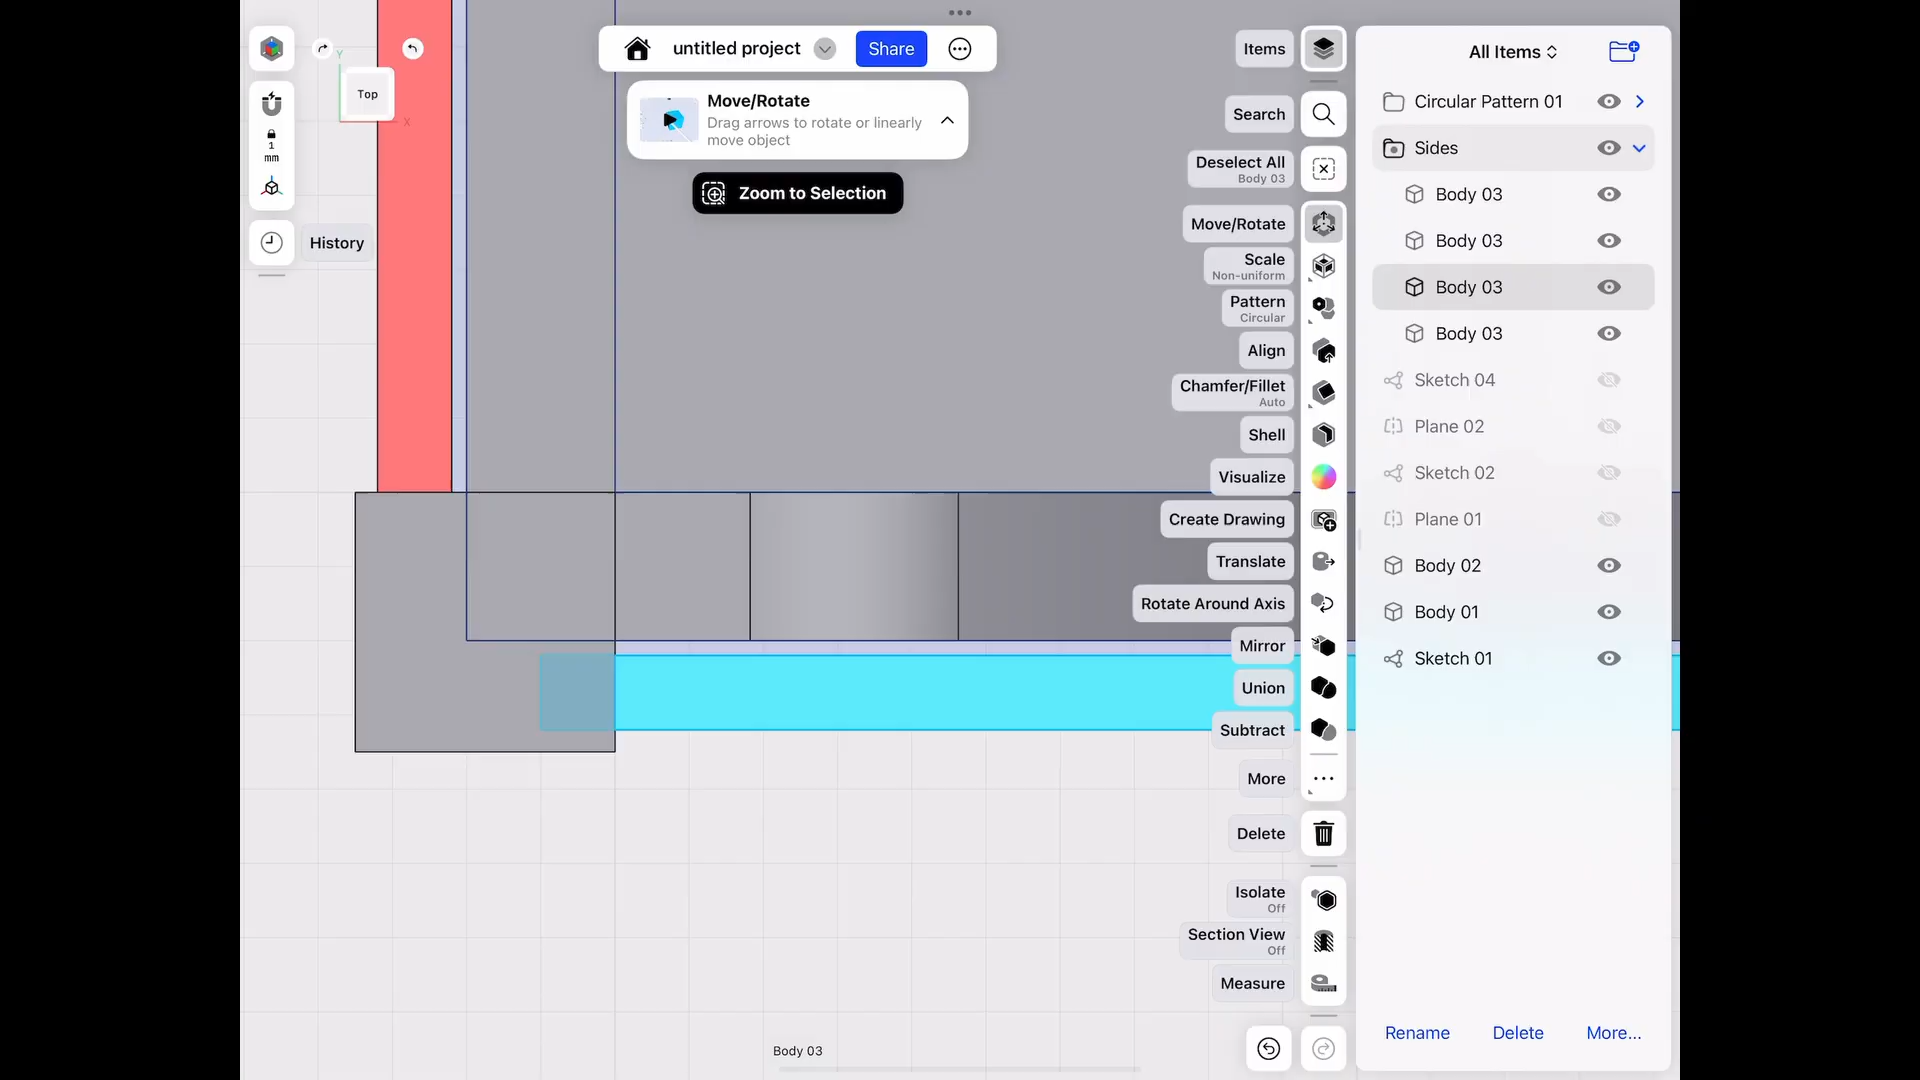 untitled project
Share
Move/Rotate
Drag arrows to rotate or linearly
move object
Zoom to Selection
Y
Top
X
1
mm
History
Items
Search
Deselect All
Body 03
Move/Rotate
Scale
Non-uniform
Pattern
Circular
Align
Chamfer/Fillet
Auto
Shell
Visualize
Create Drawing
Translate
Rotate Around Axis
Mirror
Union
Subtract
More
Delete
Isolate
Off
Section View
Off
Measure
All Items
Circular Pattern 01
Sides
Body 03
Body 03
Body 03
Body 03
Sketch 04
Plane 02
Sketch 02
Plane 01
Body 02
Body 01
Sketch 01
Rename
Delete
More...
Body 03